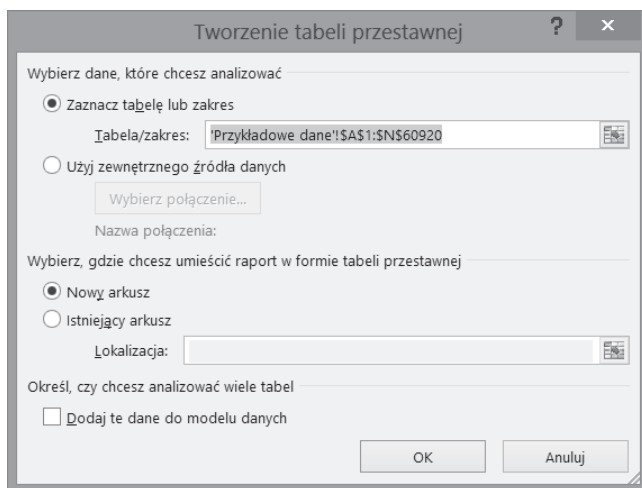 Tworzenie tabeli przestawnej ? ×
Wybierz dane, które chcesz analizować
Zaznacz tabelę lub zakres
Tabela/zakres: 'Przykładowe dane'!$A$1:$N$60920
Użyj zewnętrznego źródła danych
Wybierz połączenie...
Nazwa połączenia:
Wybierz, gdzie chcesz umieścić raport w formie tabeli przestawnej
Nowy arkusz
Istniejący arkusz
Lokalizacja:
Określ, czy chcesz analizować wiele tabel
Dodaj te dane do modelu danych
OK Anuluj